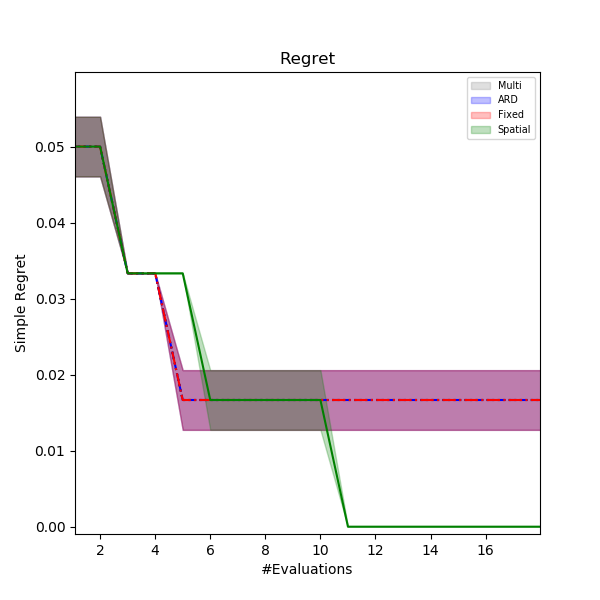 Regret
Multi
ARD
Fixed
Spatial
0.05
0.04
0.03
0.02
0.01
0.00
Simple Regret
2 4 6 8 10 12 14 16
#Evaluations